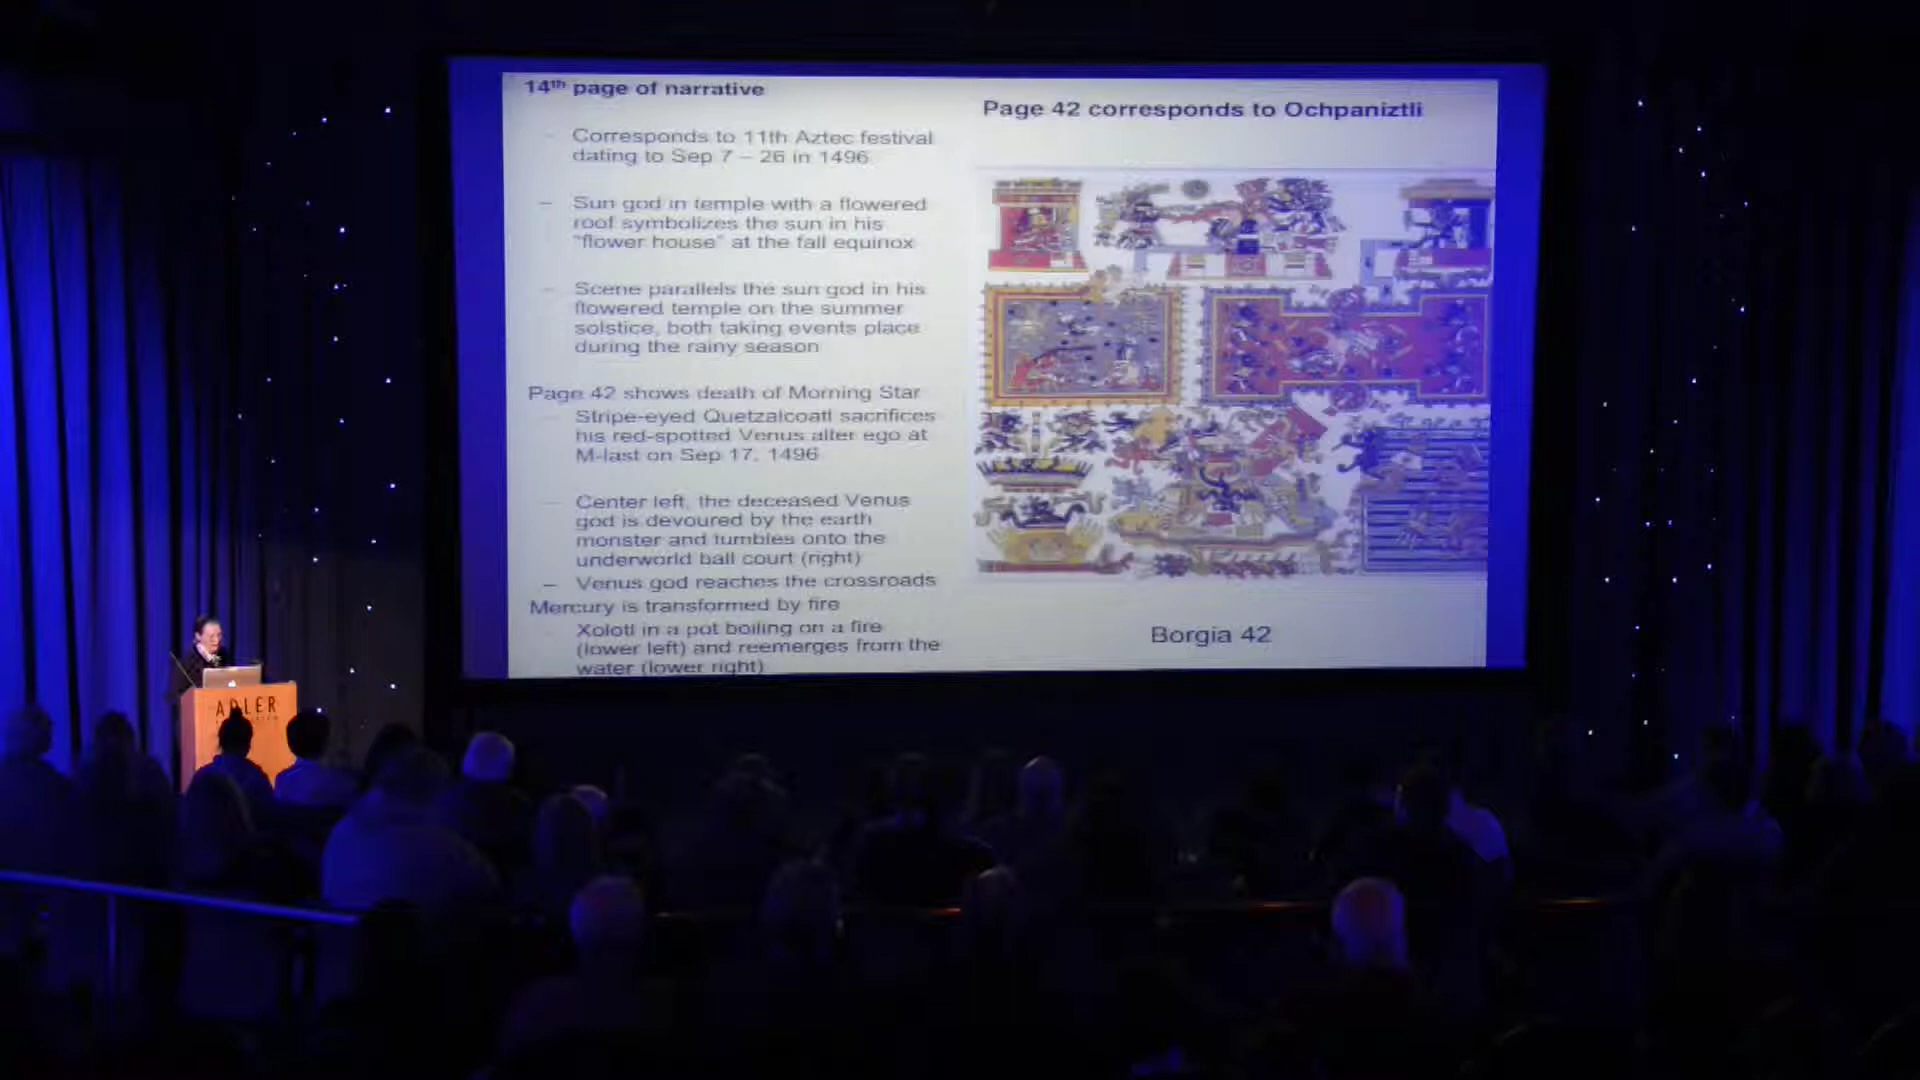 14th page of narrative
– Corresponds to 11th Aztec festival
dating to Sep 7 – 26 in 1496
– Sun god in temple with a flowered
roof symbolizes the sun in his
"flower house" at the fall equinox
– Scene parallels the sun god in his
flowered temple on the summer
solstice, both taking events place
during the rainy season
Page 42 shows death of Morning Star
– Stripe-eyed Quetzalcoatl sacrifices
his red-spotted Venus alter ego at
M-last on Sep 17, 1496
– Center left, the deceased Venus
god is devoured by the earth
monster and tumbles onto the
underworld ball court (right)
– Venus god reaches the crossroads
Mercury is transformed by fire
– Xolotl in a pot boiling on a fire
(lower left) and reemerges from the
water (lower right)
Page 42 corresponds to Ochpaniztli
Borgia 42
ADLER